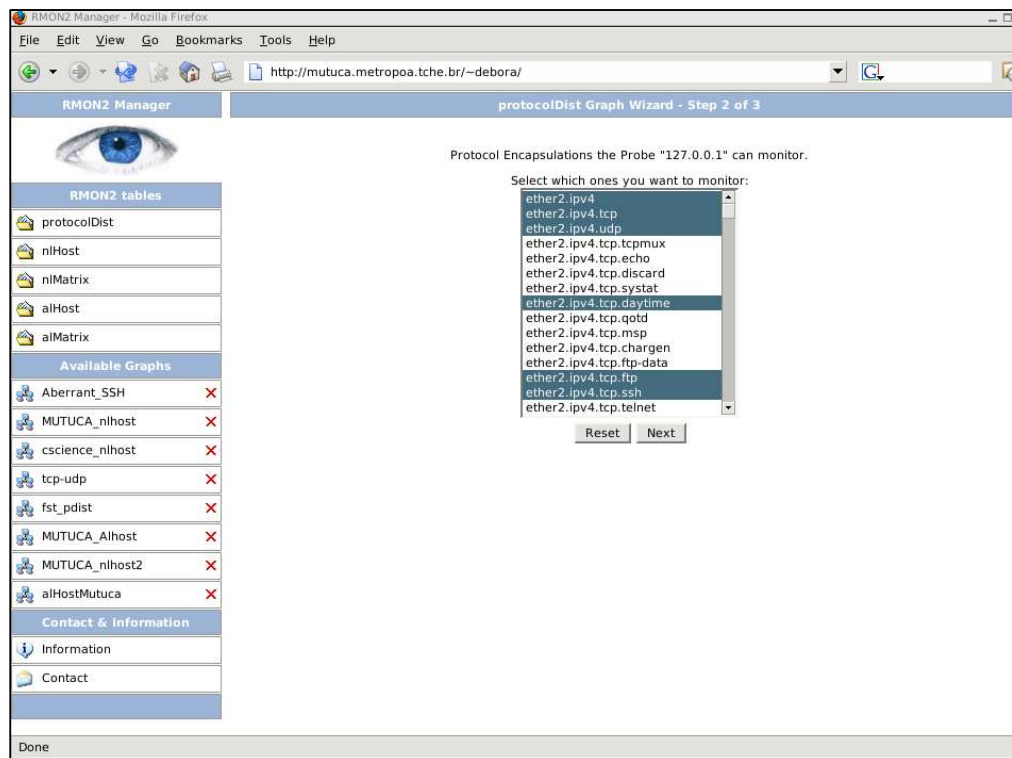 RMON2 Manager - Mozilla Firefox
File Edit View Go Bookmarks Tools Help
http://mutuca.metropoa.tche.br/~debora/
G
RMON2 Manager
RMON2 tables
protocolDist
nlHost
nlMatrix
alHost
alMatrix
Available Graphs
Aberrant_SSH
MUTUCA_nlhost
cscience_nlhost
tcp-udp
fst_pdist
MUTUCA_Alhost
MUTUCA_nlhost2
alHostMutuca
Contact & Information
Information
Contact
protocolDist Graph Wizard - Step 2 of 3
Protocol Encapsulations the Probe "127.0.0.1" can monitor.
Select which ones you want to monitor:
ether2.ipv4
ether2.ipv4.tcp
ether2.ipv4.udp
ether2.ipv4.tcp.tcpmux
ether2.ipv4.tcp.echo
ether2.ipv4.tcp.discard
ether2.ipv4.tcp.systat
ether2.ipv4.tcp.daytime
ether2.ipv4.tcp.qotd
ether2.ipv4.tcp.msp
ether2.ipv4.tcp.chargen
ether2.ipv4.tcp.ftp-data
ether2.ipv4.tcp.ftp
ether2.ipv4.tcp.ssh
ether2.ipv4.tcp.telnet
Reset Next
Done